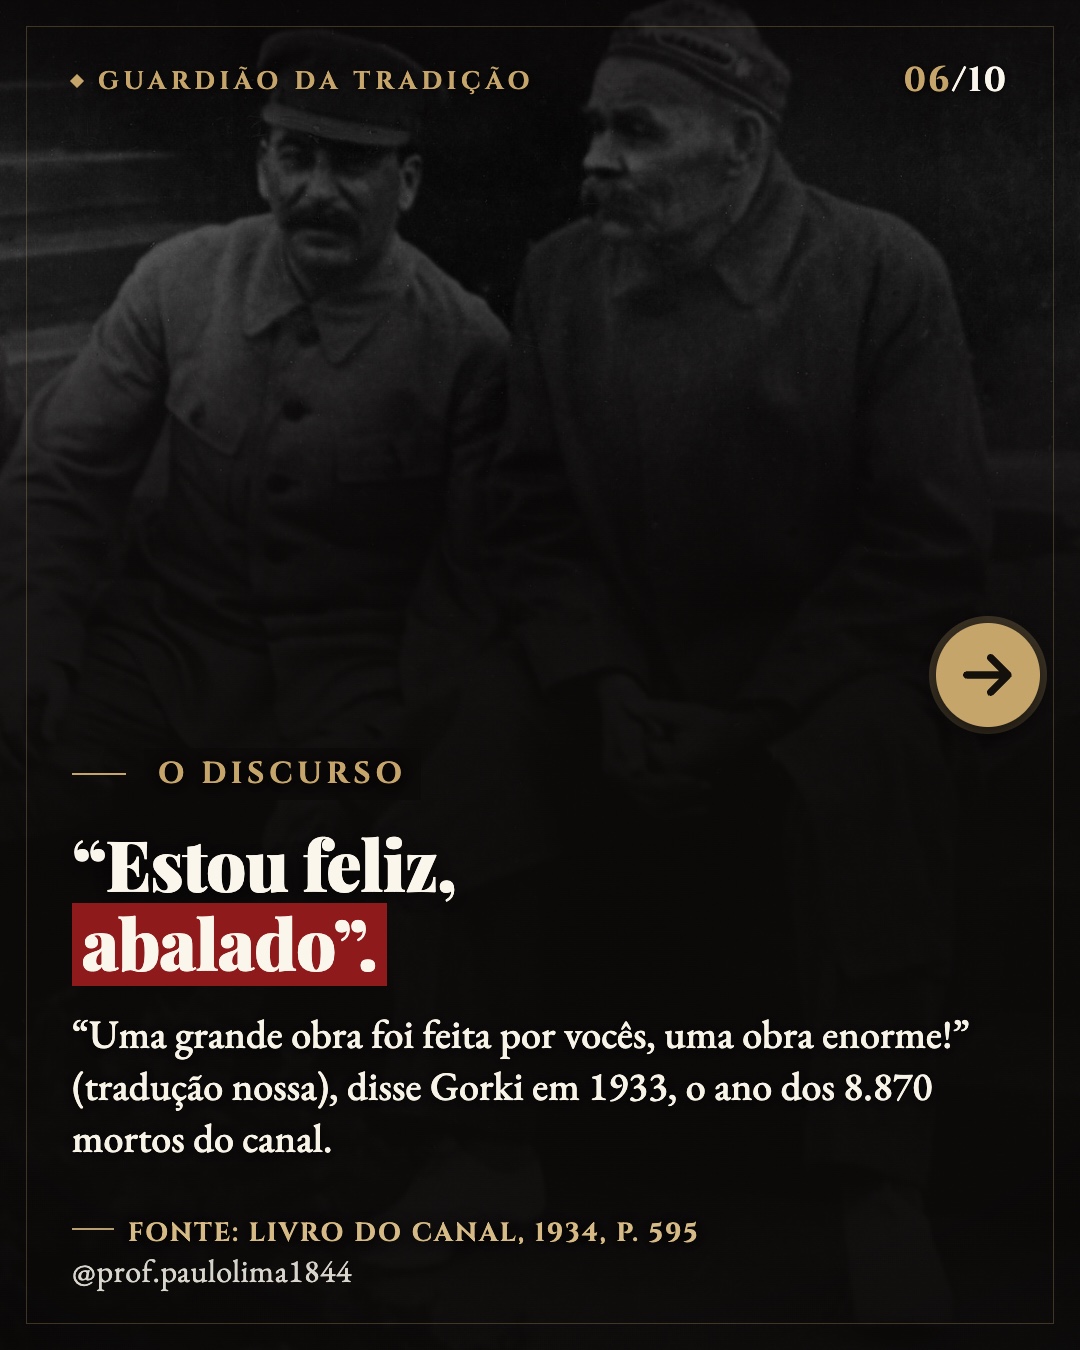 ◆ GUARDIÃO DA TRADIÇÃO
06/10
O DISCURSO
“Estou feliz,
abalado”.
“Uma grande obra foi feita por vocês, uma obra enorme!”
(tradução nossa), disse Gorki em 1933, o ano dos 8.870
mortos do canal.
FONTE: LIVRO DO CANAL, 1934, P. 595
@prof.paulolima1844